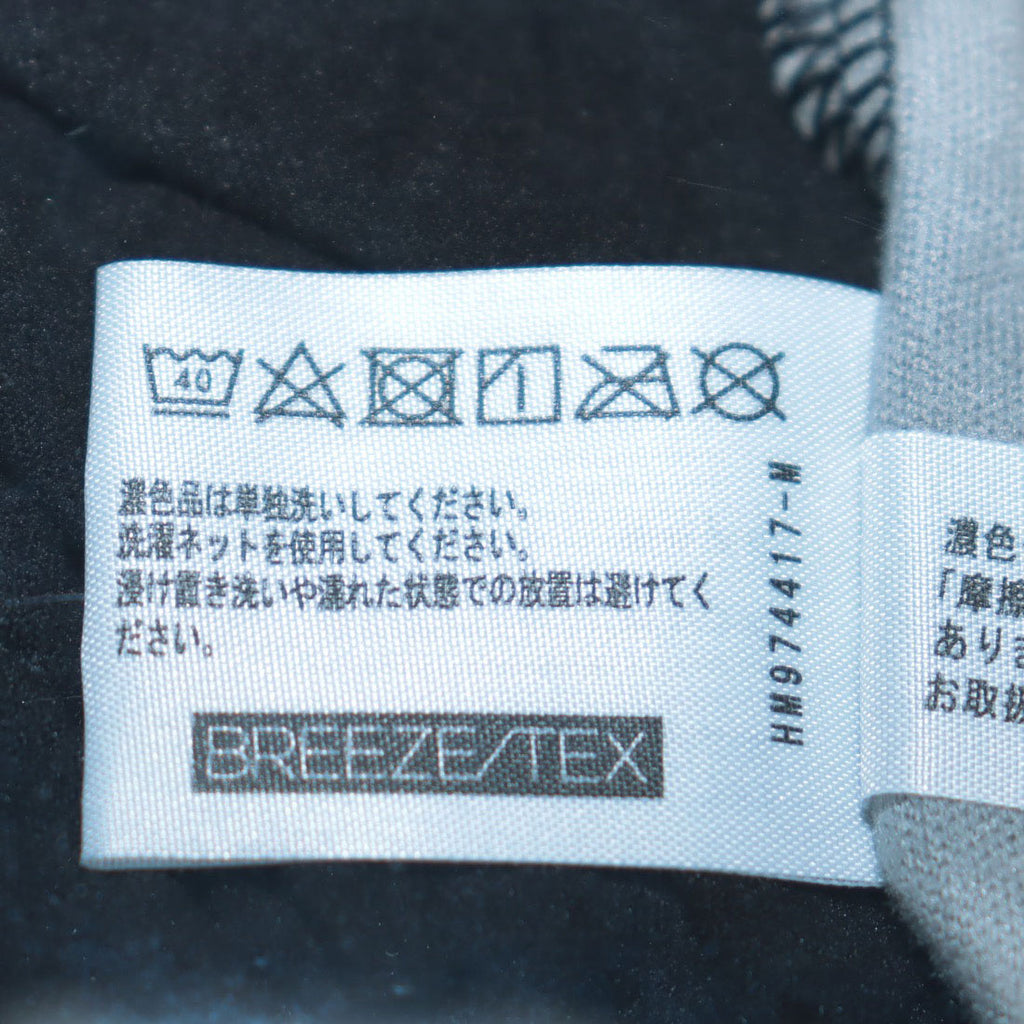 40
濃色品は単独洗いしてください。
洗濯ネットを使用してください。
浸け置き洗いや濡れた状態での放置は避けてく
ださい。
BREEZE/TEX
HM974417-M
濃色
「摩擦
あります
お取扱